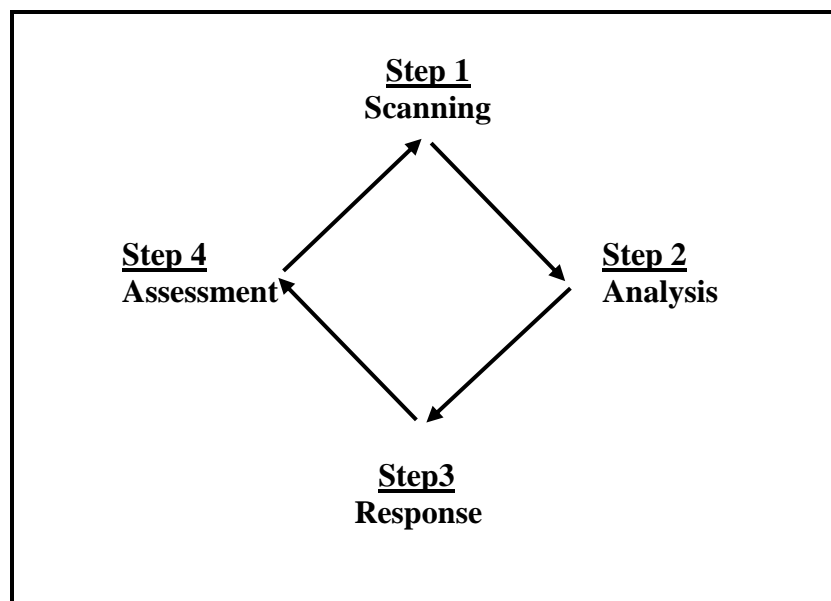 Step 1
Scanning
Step 2
Analysis
Step3
Response
Step 4
Assessment